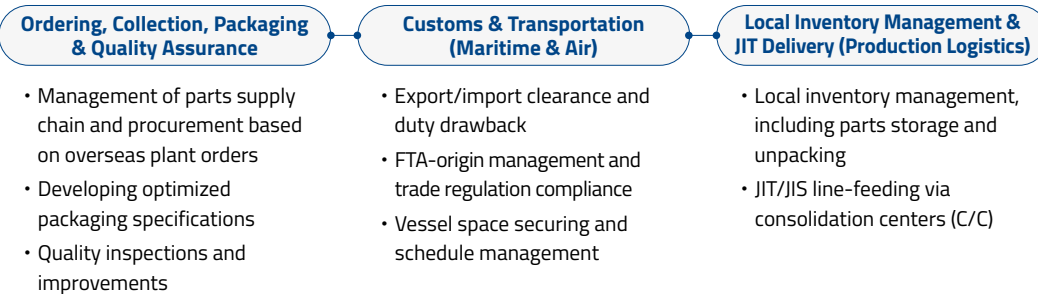 Ordering, Collection, Packaging
& Quality Assurance
• Management of parts supply
chain and procurement based
on overseas plant orders
• Developing optimized
packaging specifications
• Quality inspections and
improvements
Customs & Transportation
(Maritime & Air)
• Export/import clearance and
duty drawback
• FTA-origin management and
trade regulation compliance
• Vessel space securing and
schedule management
Local Inventory Management &
JIT Delivery (Production Logistics)
• Local inventory management,
including parts storage and
unpacking
• JIT/JIS line-feeding via
consolidation centers (C/C)